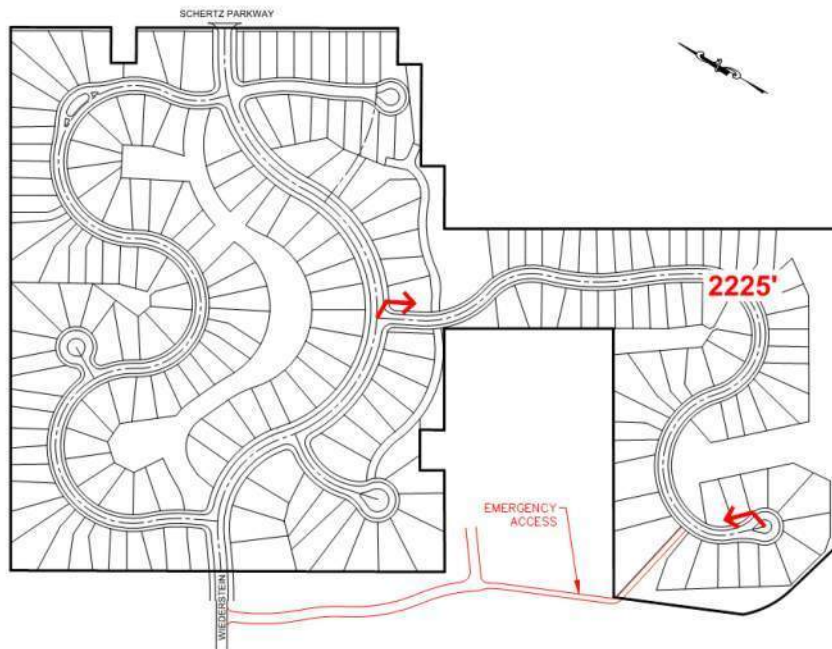 SCHERTZ PARKWAY
2225'
EMERGENCY
ACCESS
WIEDERSTEIN